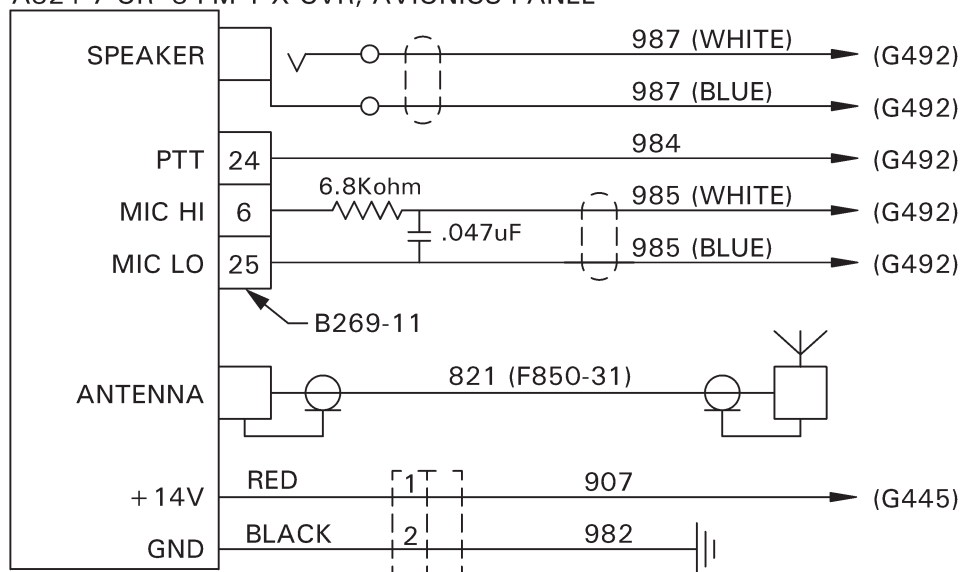 SPEAKER 987 (WHITE) (G492)
987 (BLUE) (G492)
PTT 24 984 (G492)
6.8Kohm
MIC HI 6 985 (WHITE) (G492)
.047uF
MIC LO 25 985 (BLUE) (G492)
B269-11
ANTENNA 821 (F850-31)
+14V RED 1 907 (G445)
GND BLACK 2 982